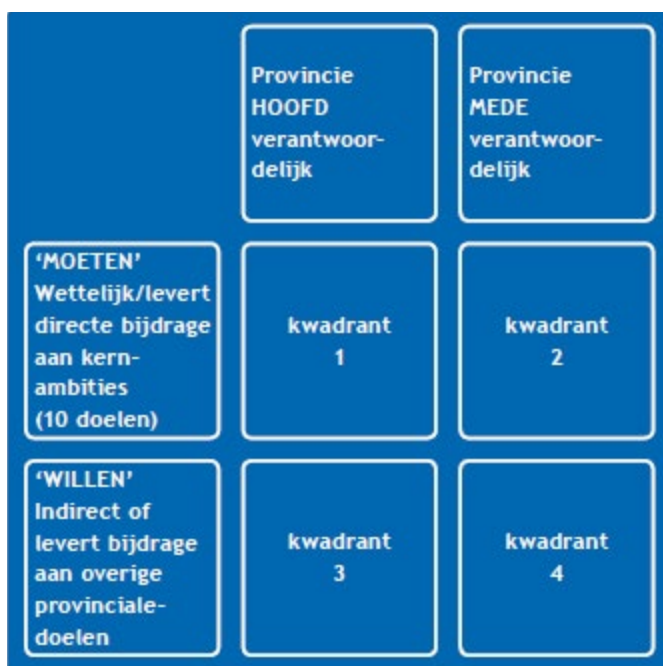 Provincie
HOOFD
verantwoor-
delijk
Provincie
MEDE
verantwoor-
delijk
‘MOETEN’
Wettelijk/levert
directe bijdrage
aan kern-
ambities
(10 doelen)
kwadrant
1
kwadrant
2
‘WILLEN’
Indirect of
levert bijdrage
aan overige
provinciale-
doelen
kwadrant
3
kwadrant
4